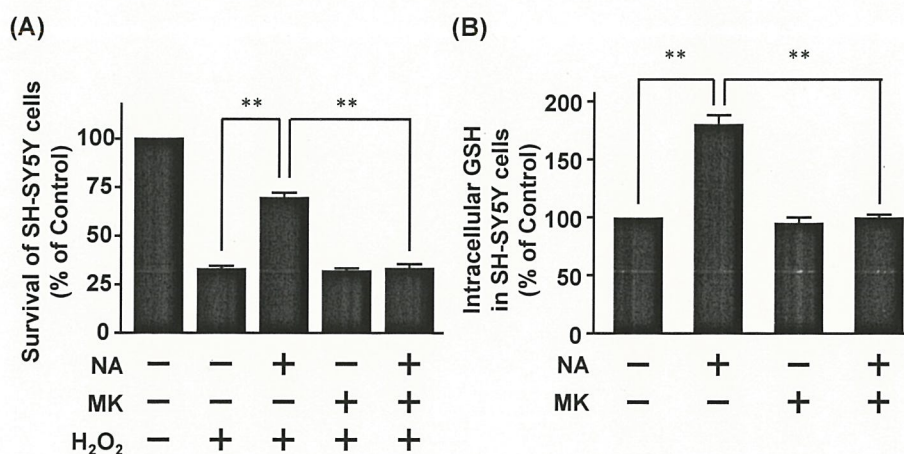 (A)
Survival of SH-SY5Y cells
(% of Control)
100
75
50
25
0
** **
NA − − + − +
MK − − − + +
H₂O₂ − + + + +
(B)
Intracellular GSH
in SH-SY5Y cells
(% of Control)
200
150
100
50
0
** **
NA − + − +
MK − − + +